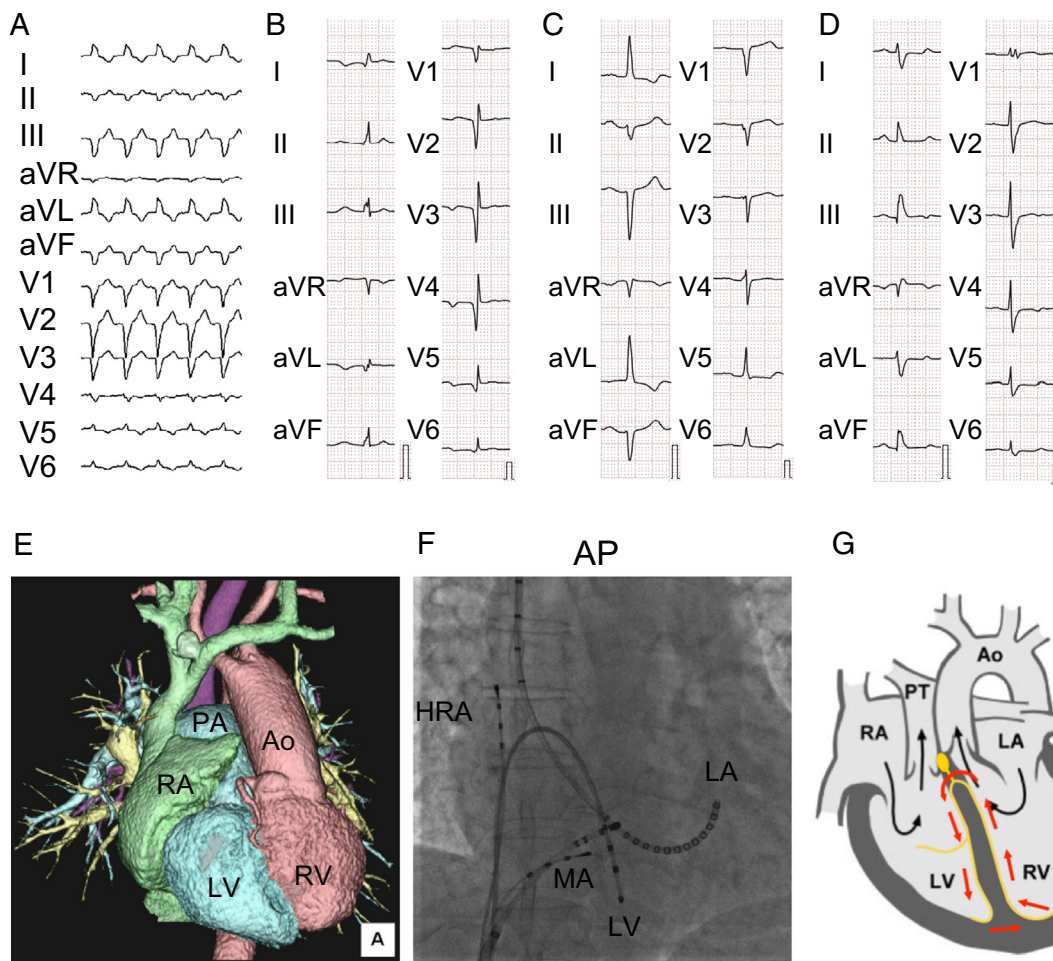 A
I
II
III
aVR
aVL
aVF
V1
V2
V3
V4
V5
V6
B
I
II
III
aVR
aVL
aVF
V1
V2
V3
V4
V5
V6
C
I
II
III
aVR
aVL
aVF
V1
V2
V3
V4
V5
V6
D
I
II
III
aVR
aVL
aVF
V1
V2
V3
V4
V5
V6
E
PA
Ao
RA
LV
RV
A
F
AP
HRA
LA
MA
LV
G
Ao
PT
RA
LA
LV
RV